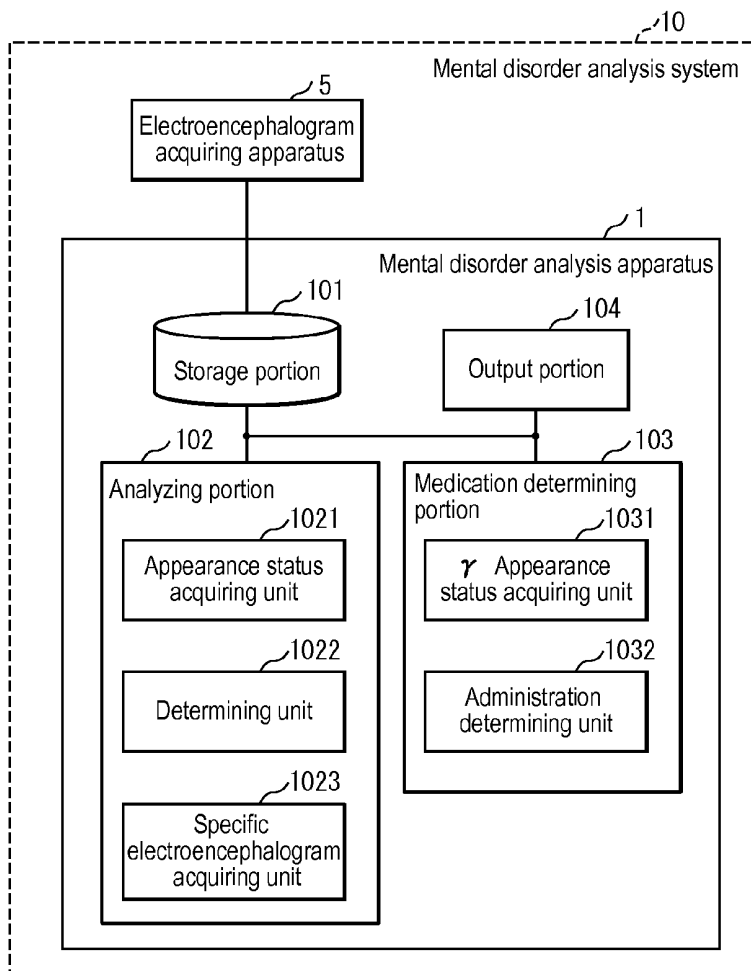 10
Mental disorder analysis system
5
Electroencephalogram
acquiring apparatus
1
Mental disorder analysis apparatus
101
Storage portion
104
Output portion
102
Analyzing portion
1021
Appearance status
acquiring unit
1022
Determining unit
1023
Specific
electroencephalogram
acquiring unit
103
Medication determining
portion
1031
γ Appearance
status acquiring unit
1032
Administration
determining unit